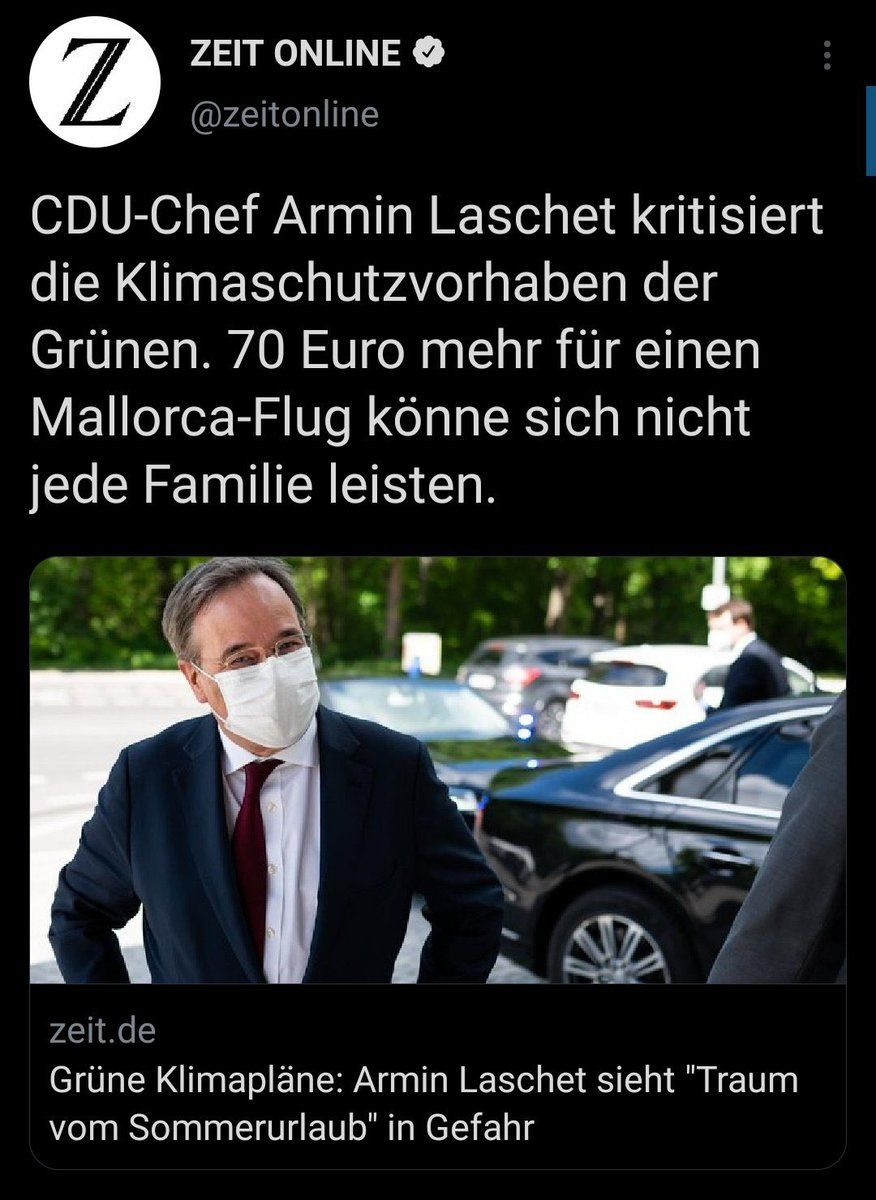 Z
ZEIT ONLINE
@zeitonline
CDU-Chef Armin Laschet kritisiert
die Klimaschutzvorhaben der
Grünen. 70 Euro mehr für einen
Mallorca-Flug könne sich nicht
jede Familie leisten.
zeit.de
Grüne Klimapläne: Armin Laschet sieht "Traum
vom Sommerurlaub" in Gefahr